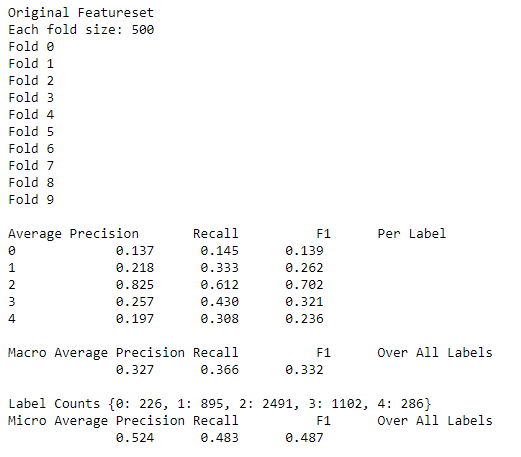 Original Featureset
Each fold size: 500
Fold 0
Fold 1
Fold 2
Fold 3
Fold 4
Fold 5
Fold 6
Fold 7
Fold 8
Fold 9
Average Precision Recall F1 Per Label
0 0.137 0.145 0.139
1 0.218 0.333 0.262
2 0.825 0.612 0.702
3 0.257 0.430 0.321
4 0.197 0.308 0.236
Macro Average Precision Recall F1 Over All Labels
0.327 0.366 0.332
Label Counts {0: 226, 1: 895, 2: 2491, 3: 1102, 4: 286}
Micro Average Precision Recall F1 Over All Labels
0.524 0.483 0.487